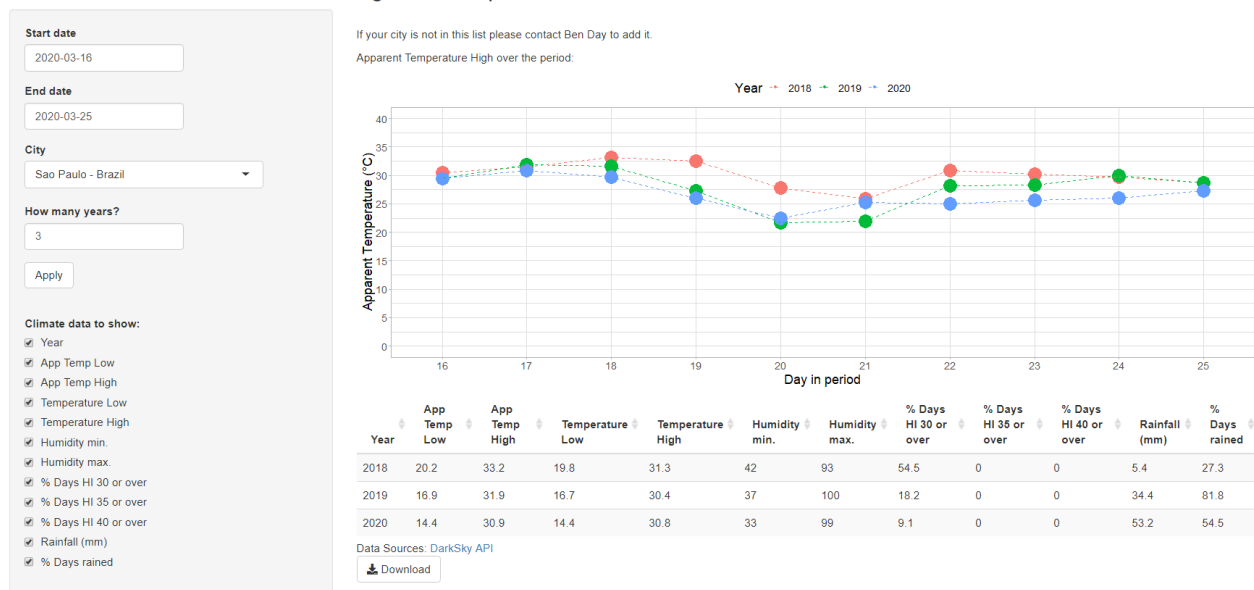 Start date
2020-03-16
End date
2020-03-25
City
Sao Paulo - Brazil
How many years?
3
Apply
Climate data to show:
Year
App Temp Low
App Temp High
Temperature Low
Temperature High
Humidity min.
Humidity max.
% Days HI 30 or over
% Days HI 35 or over
% Days HI 40 or over
Rainfall (mm)
% Days rained
If your city is not in this list please contact Ben Day to add it.
Apparent Temperature High over the period:
Year 2018 2019 2020
Apparent Temperature (°C)
40
35
30
25
20
15
10
5
0
16 17 18 19 20 21 22 23 24 25
Day in period
Year App Temp Low App Temp High Temperature Low Temperature High Humidity min. Humidity max. % Days HI 30 or over % Days HI 35 or over % Days HI 40 or over Rainfall (mm) % Days rained
2018 20.2 33.2 19.8 31.3 42 93 54.5 0 0 5.4 27.3
2019 16.9 31.9 16.7 30.4 37 100 18.2 0 0 34.4 81.8
2020 14.4 30.9 14.4 30.8 33 99 9.1 0 0 53.2 54.5
Data Sources: DarkSky API
Download